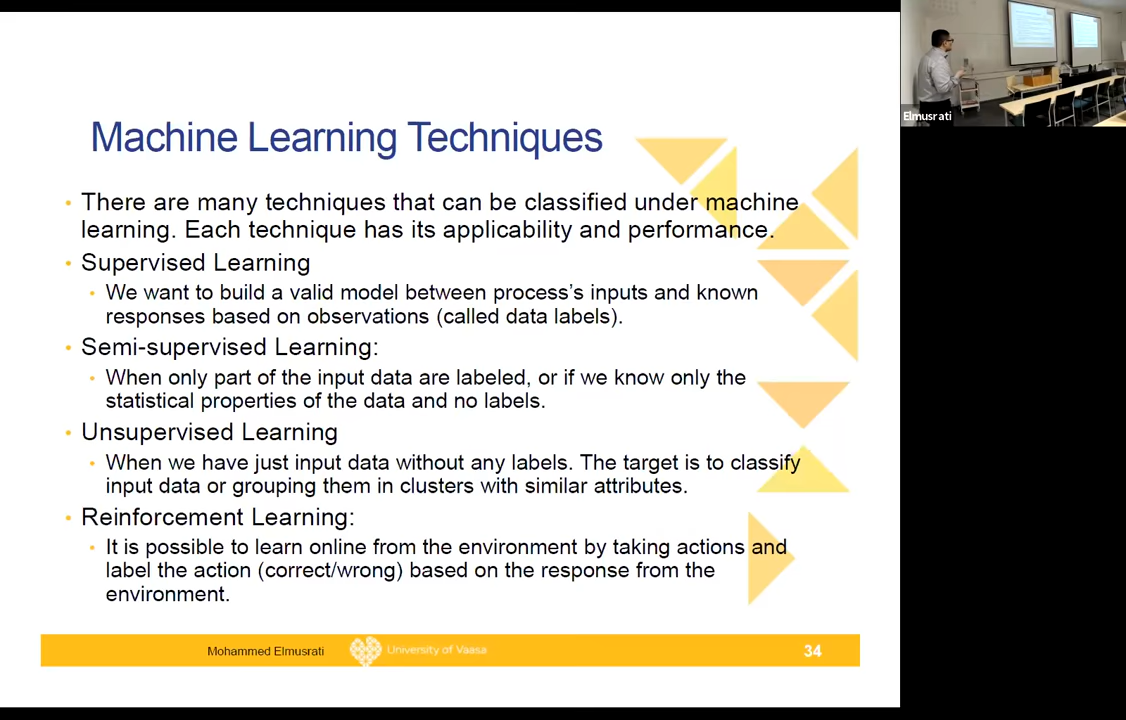 Machine Learning Techniques
• There are many techniques that can be classified under machine
learning. Each technique has its applicability and performance.
• Supervised Learning
• We want to build a valid model between process's inputs and known
responses based on observations (called data labels).
• Semi-supervised Learning:
• When only part of the input data are labeled, or if we know only the
statistical properties of the data and no labels.
• Unsupervised Learning
• When we have just input data without any labels. The target is to classify
input data or grouping them in clusters with similar attributes.
• Reinforcement Learning:
• It is possible to learn online from the environment by taking actions and
label the action (correct/wrong) based on the response from the
environment.
Mohammed Elmusrati
University of Vaasa
34
Elmusrati